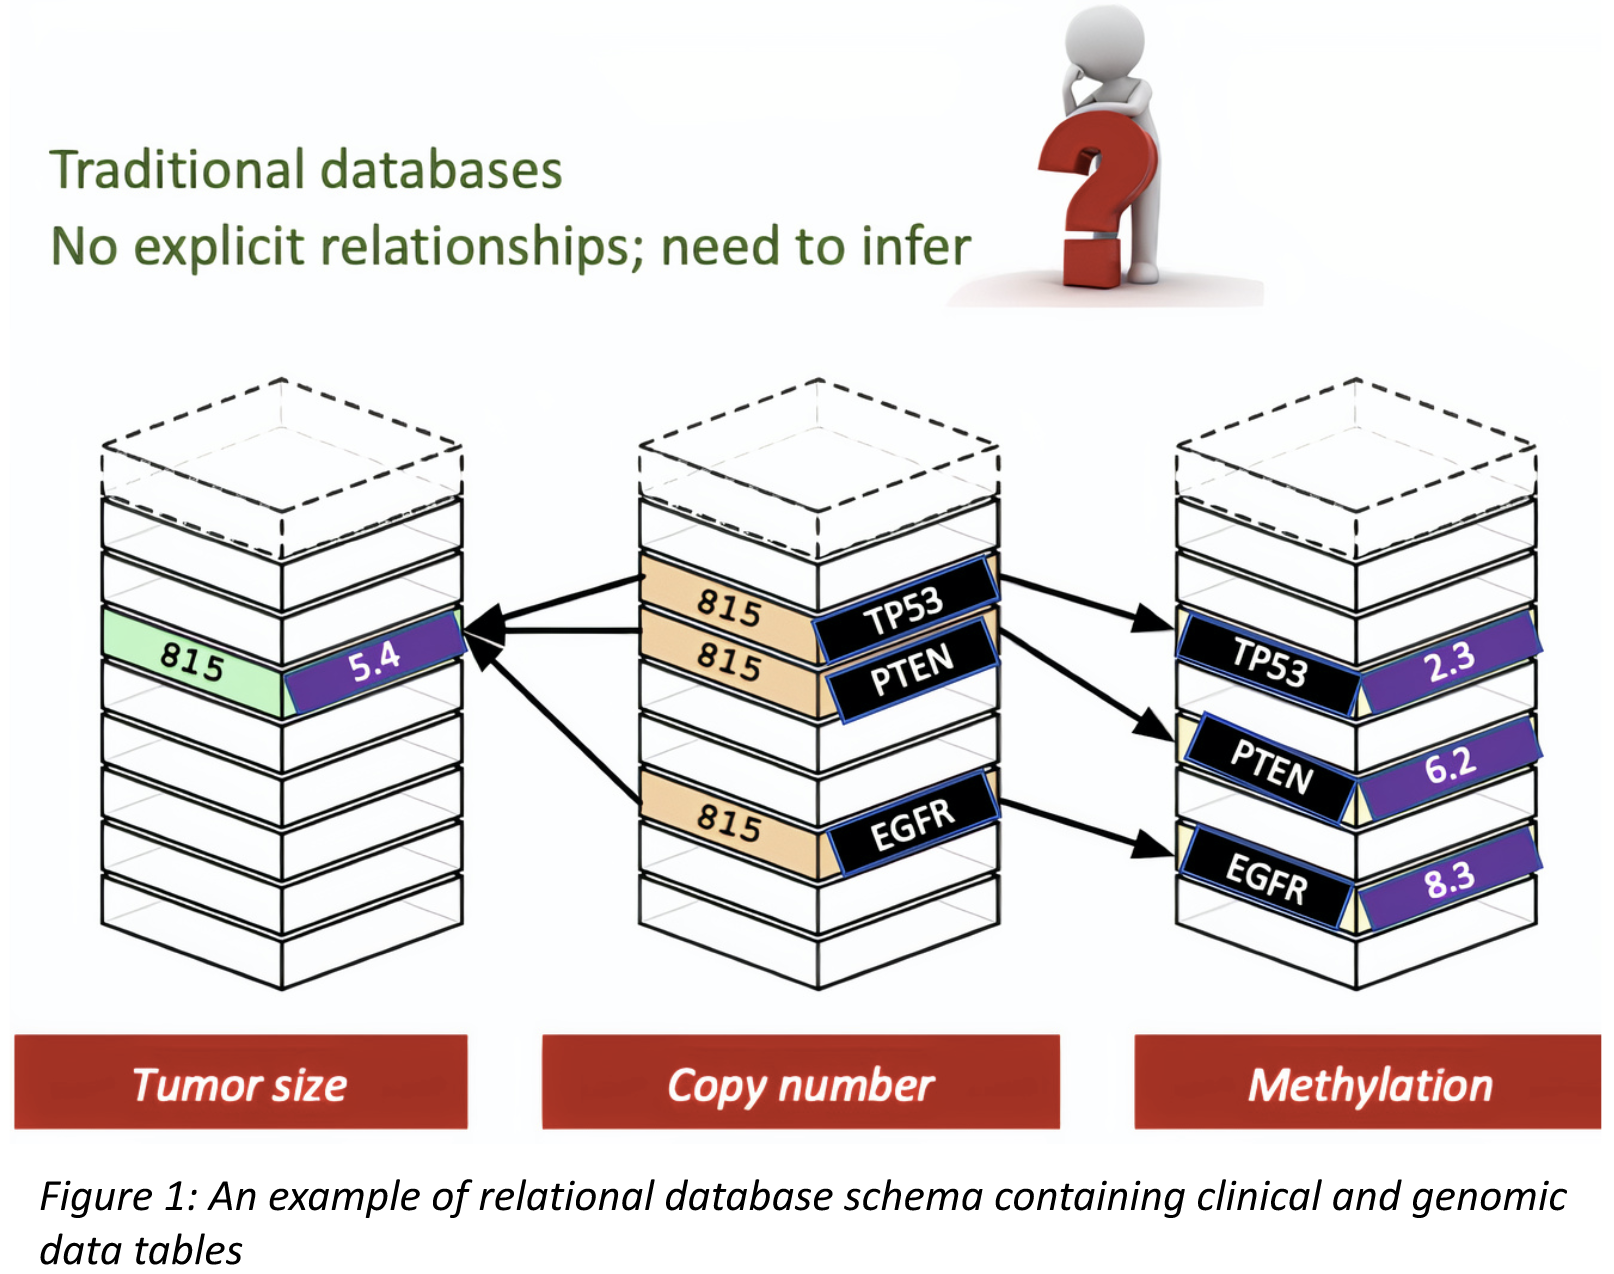 Traditional databases
No explicit relationships; need to infer
815
5.4
815
TP53
815
PTEN
815
EGFR
TP53
2.3
PTEN
6.2
EGFR
8.3
Tumor size
Copy number
Methylation
Figure 1: An example of relational database schema containing clinical and genomic
data tables